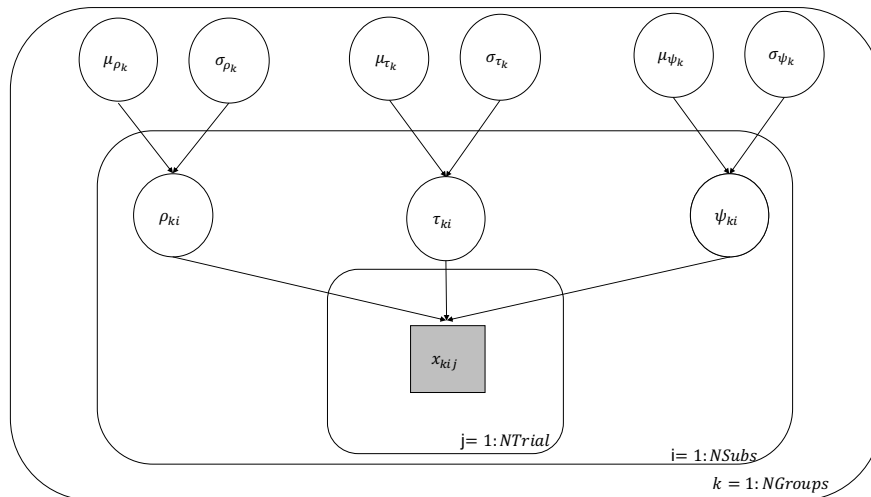 μ_{ρ_k} σ_{ρ_k} μ_{τ_k} σ_{τ_k} μ_{ψ_k} σ_{ψ_k}
ρ_{ki} τ_{ki} ψ_{ki}
x_{kij}
j= 1: NTrial
i= 1: NSubs
k = 1: NGroups